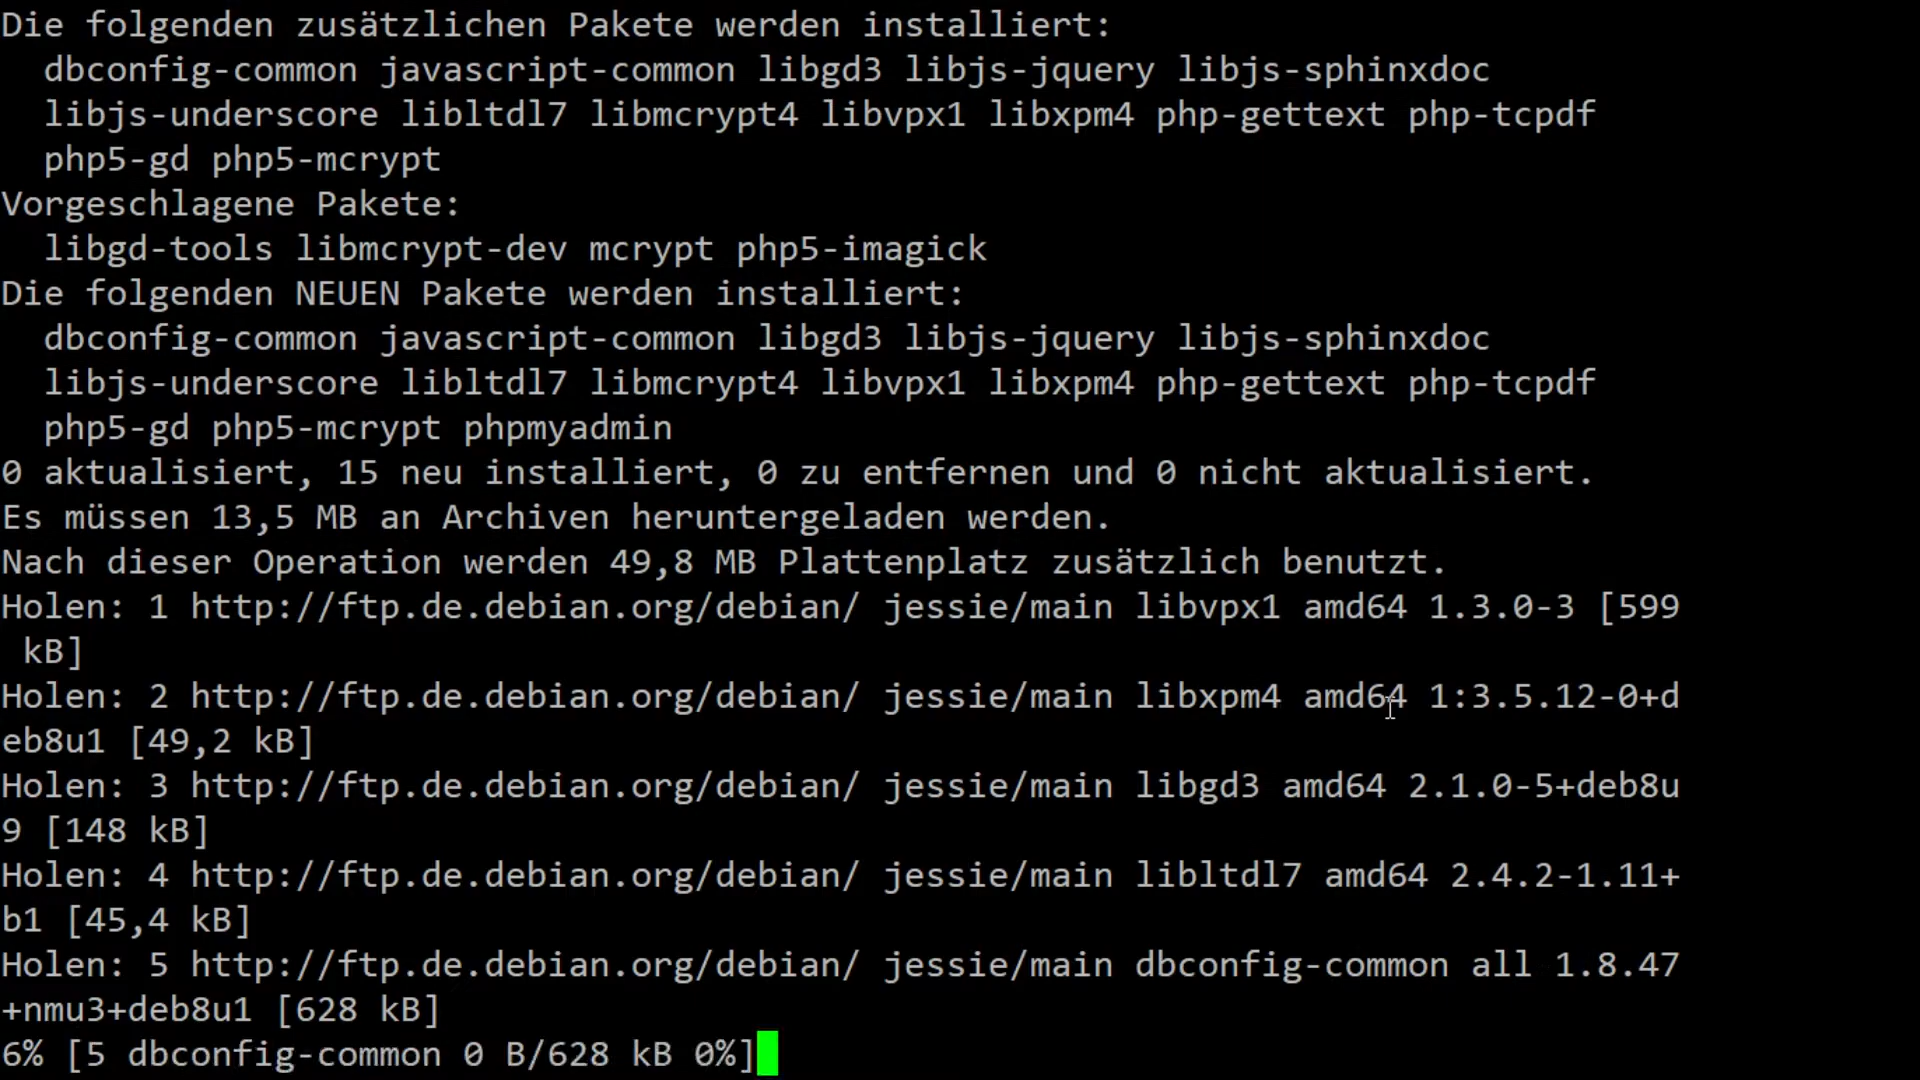 Die folgenden zusätzlichen Pakete werden installiert:
  dbconfig-common javascript-common libgd3 libjs-jquery libjs-sphinxdoc
  libjs-underscore libltdl7 libmcrypt4 libvpx1 libxpm4 php-gettext php-tcpdf
  php5-gd php5-mcrypt
Vorgeschlagene Pakete:
  libgd-tools libmcrypt-dev mcrypt php5-imagick
Die folgenden NEUEN Pakete werden installiert:
  dbconfig-common javascript-common libgd3 libjs-jquery libjs-sphinxdoc
  libjs-underscore libltdl7 libmcrypt4 libvpx1 libxpm4 php-gettext php-tcpdf
  php5-gd php5-mcrypt phpmyadmin
0 aktualisiert, 15 neu installiert, 0 zu entfernen und 0 nicht aktualisiert.
Es müssen 13,5 MB an Archiven heruntergeladen werden.
Nach dieser Operation werden 49,8 MB Plattenplatz zusätzlich benutzt.
Holen: 1 http://ftp.de.debian.org/debian/ jessie/main libvpx1 amd64 1.3.0-3 [599
 kB]
Holen: 2 http://ftp.de.debian.org/debian/ jessie/main libxpm4 amd64 1:3.5.12-0+d
eb8u1 [49,2 kB]
Holen: 3 http://ftp.de.debian.org/debian/ jessie/main libgd3 amd64 2.1.0-5+deb8u
9 [148 kB]
Holen: 4 http://ftp.de.debian.org/debian/ jessie/main libltdl7 amd64 2.4.2-1.11+
b1 [45,4 kB]
Holen: 5 http://ftp.de.debian.org/debian/ jessie/main dbconfig-common all 1.8.47
+nmu3+deb8u1 [628 kB]
6% [5 dbconfig-common 0 B/628 kB 0%]